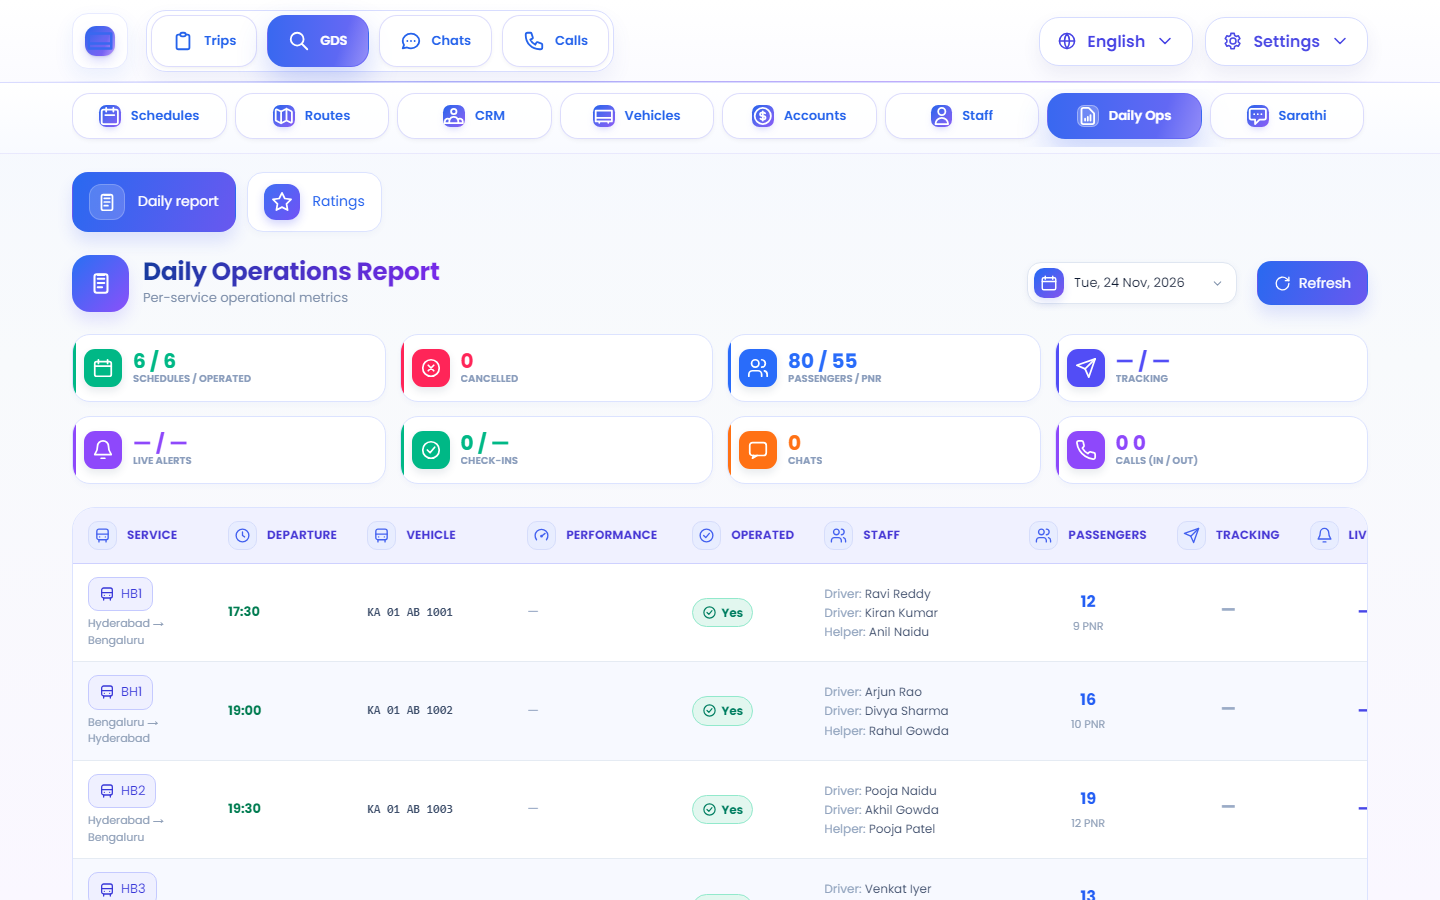 Trips
GDS
Chats
Calls
English
Settings
Schedules
Routes
CRM
Vehicles
Accounts
Staff
Daily Ops
Sarathi
Daily report
Ratings
Daily Operations Report
Per-service operational metrics
Tue, 24 Nov, 2026
Refresh
6 / 6
SCHEDULES / OPERATED
0
CANCELLED
80 / 55
PASSENGERS / PNR
— / —
TRACKING
— / —
LIVE ALERTS
0 / —
CHECK-INS
0
CHATS
0 0
CALLS (IN / OUT)
SERVICE DEPARTURE VEHICLE PERFORMANCE OPERATED STAFF PASSENGERS TRACKING LIV
HB1
Hyderabad →
Bengaluru
17:30
KA 01 AB 1001
—
Yes
Driver: Ravi Reddy
Driver: Kiran Kumar
Helper: Anil Naidu
12
9 PNR
—
—
BH1
Bengaluru →
Hyderabad
19:00
KA 01 AB 1002
—
Yes
Driver: Arjun Rao
Driver: Divya Sharma
Helper: Rahul Gowda
16
10 PNR
—
—
HB2
Hyderabad →
Bengaluru
19:30
KA 01 AB 1003
—
Yes
Driver: Pooja Naidu
Driver: Akhil Gowda
Helper: Pooja Patel
19
12 PNR
—
—
HB3
Driver: Venkat Iyer
13